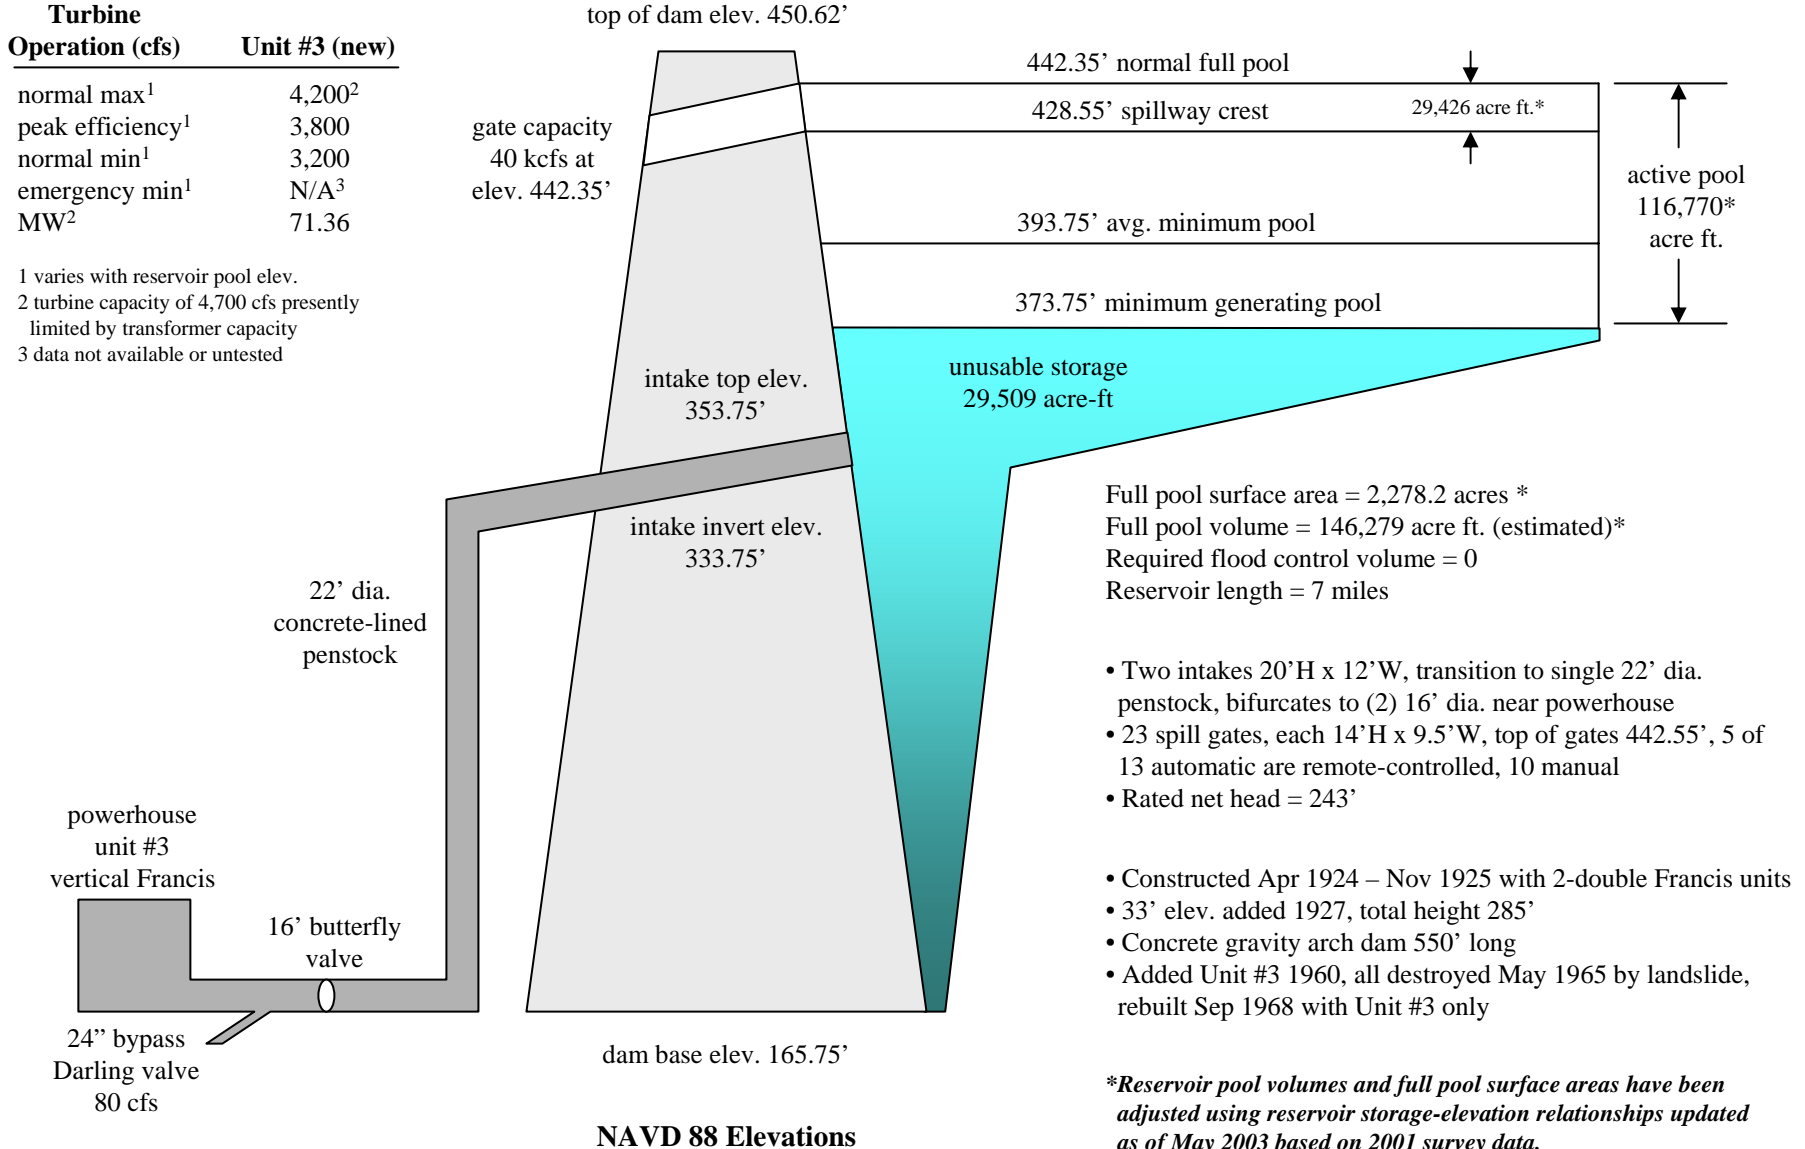 Turbine
Operation (cfs) Unit #3 (new)
normal max1 4,2002
peak efficiency1 3,800
normal min1 3,200
emergency min1 N/A3
MW2 71.36
1 varies with reservoir pool elev.
2 turbine capacity of 4,700 cfs presently
limited by transformer capacity
3 data not available or untested
top of dam elev. 450.62’
gate capacity
40 kcfs at
elev. 442.35’
442.35’ normal full pool
428.55’ spillway crest
29,426 acre ft.*
393.75’ avg. minimum pool
373.75’ minimum generating pool
active pool
116,770*
acre ft.
unusable storage
29,509 acre-ft
intake top elev.
353.75’
intake invert elev.
333.75’
22’ dia.
concrete-lined
penstock
powerhouse
unit #3
vertical Francis
16’ butterfly
valve
24” bypass
Darling valve
80 cfs
dam base elev. 165.75’
NAVD 88 Elevations
Full pool surface area = 2,278.2 acres *
Full pool volume = 146,279 acre ft. (estimated)*
Required flood control volume = 0
Reservoir length = 7 miles
• Two intakes 20’H x 12’W, transition to single 22’ dia.
penstock, bifurcates to (2) 16’ dia. near powerhouse
• 23 spill gates, each 14’H x 9.5’W, top of gates 442.55’, 5 of
13 automatic are remote-controlled, 10 manual
• Rated net head = 243’
• Constructed Apr 1924 – Nov 1925 with 2-double Francis units
• 33’ elev. added 1927, total height 285’
• Concrete gravity arch dam 550’ long
• Added Unit #3 1960, all destroyed May 1965 by landslide,
rebuilt Sep 1968 with Unit #3 only
*Reservoir pool volumes and full pool surface areas have been
adjusted using reservoir storage-elevation relationships updated
as of May 2003 based on 2001 survey data.